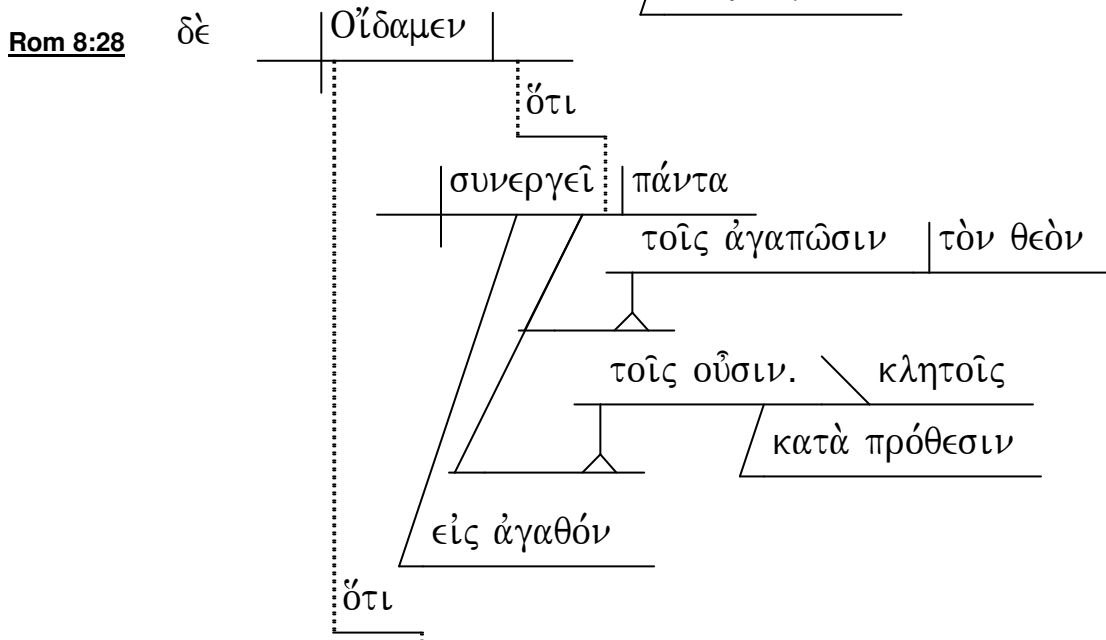 Rom 8:28 δὲ Οἴδαμεν
ὅτι
συνεργεῖ πάντα
τοῖς ἀγαπῶσιν τὸν θεὸν
τοῖς οὖσιν. κλητοῖς
κατὰ πρόθεσιν
εἰς ἀγαθόν
ὅτι